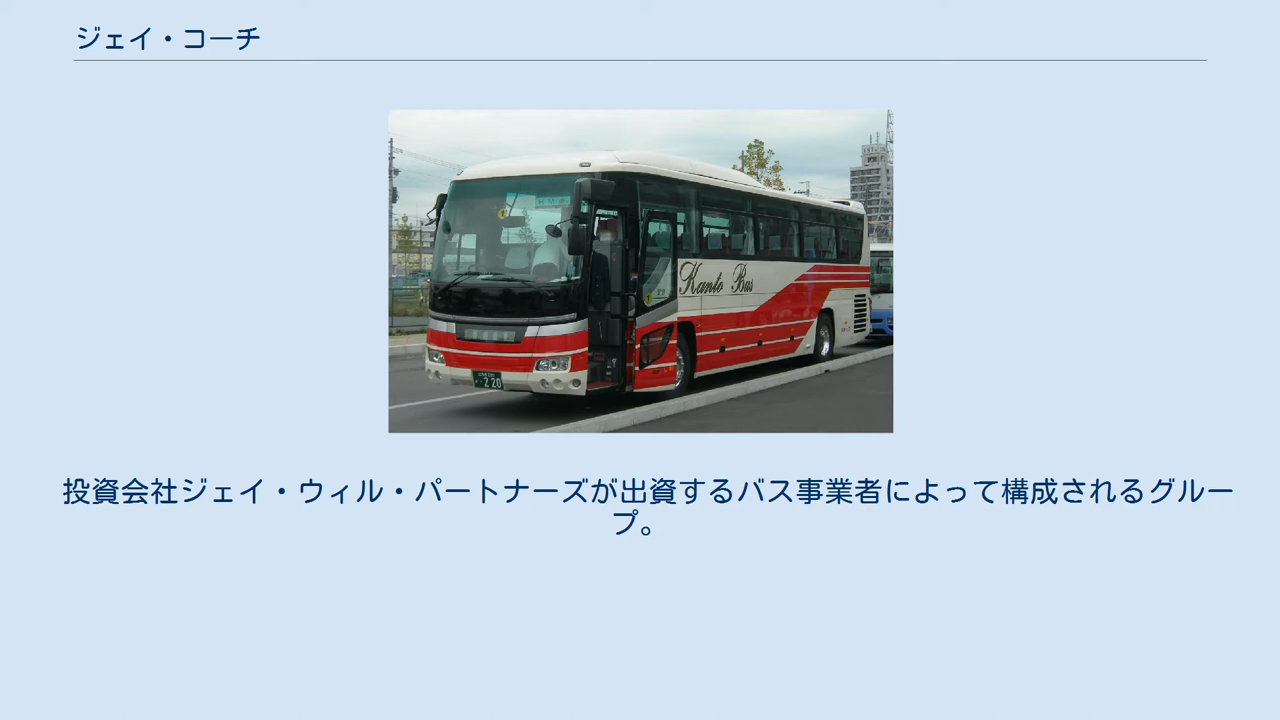 ジェイ・コーチ
Kanto Bus
220
投資会社ジェイ・ウィル・パートナーズが出資するバス事業者によって構成されるグルー
プ。